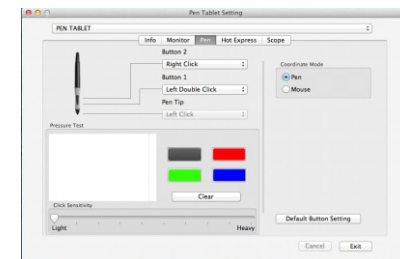 Pen Tablet Setting
PEN TABLET
Info Monitor Pen Hot Express Scope
Button 2
Right Click
Button 1
Left Double Click
Pen Tip
Left Click
Coordinate Mode
Pen
Mouse
Pressure Test
Clear
Click Sensitivity
Light Heavy
Default Button Setting
Cancel Exit